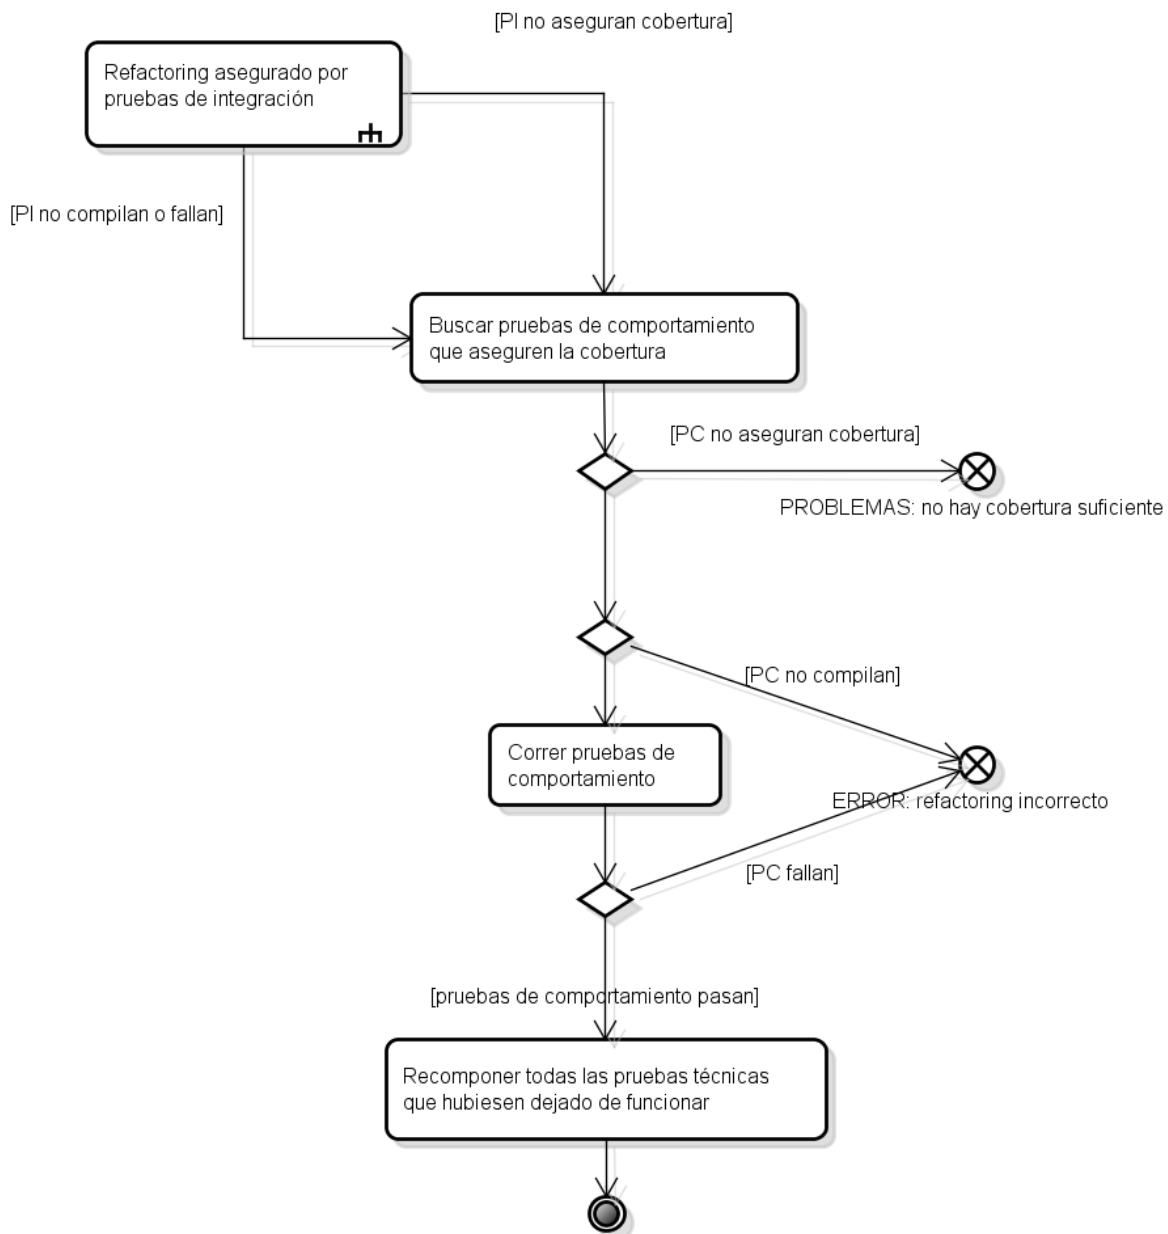 [PI no aseguran cobertura]
Refactoring asegurado por
pruebas de integración
[PI no compilan o fallan]
Buscar pruebas de comportamiento
que aseguren la cobertura
[PC no aseguran cobertura]
PROBLEMAS: no hay cobertura suficiente
[PC no compilan]
Correr pruebas de
comportamiento
ERROR: refactoring incorrecto
[PC fallan]
[pruebas de comportamiento pasan]
Recomponer todas las pruebas técnicas
que hubiesen dejado de funcionar